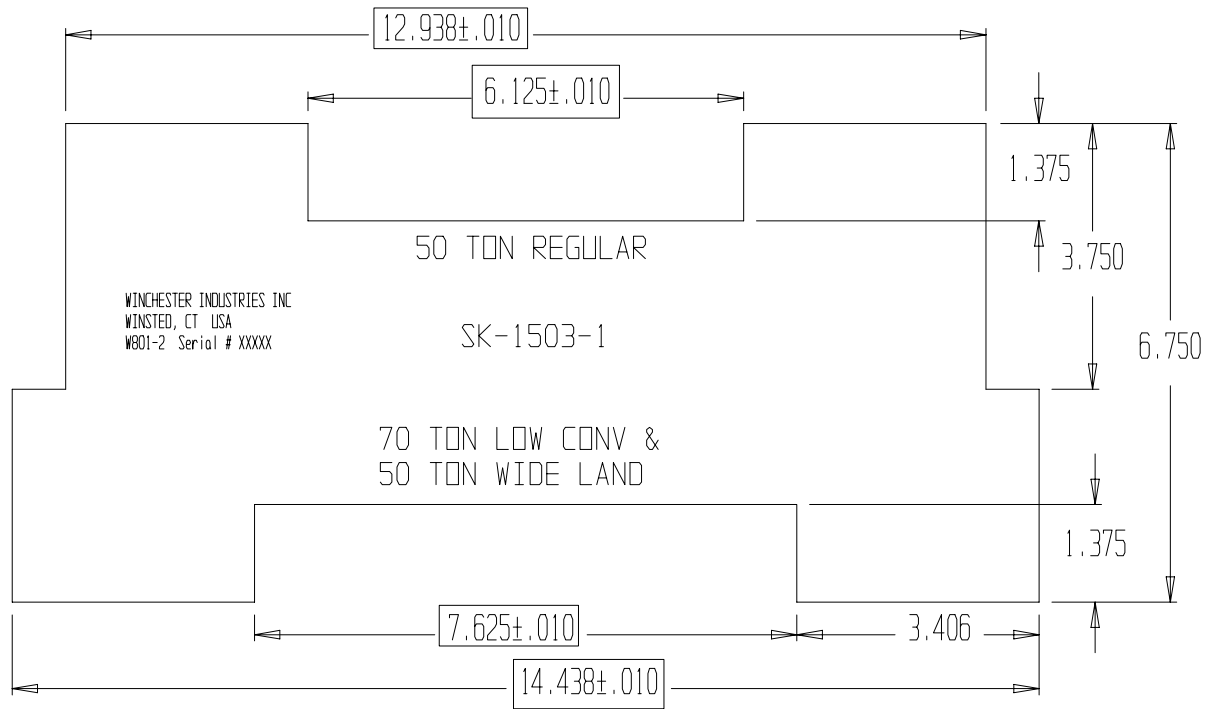 12.938±.010
6.125±.010
1.375
50 TON REGULAR
3.750
WINCHESTER INDUSTRIES INC
WINSTED, CT USA
W801-2 Serial # XXXXX
SK-1503-1
6.750
70 TON LOW CONV &
50 TON WIDE LAND
1.375
7.625±.010
3.406
14.438±.010